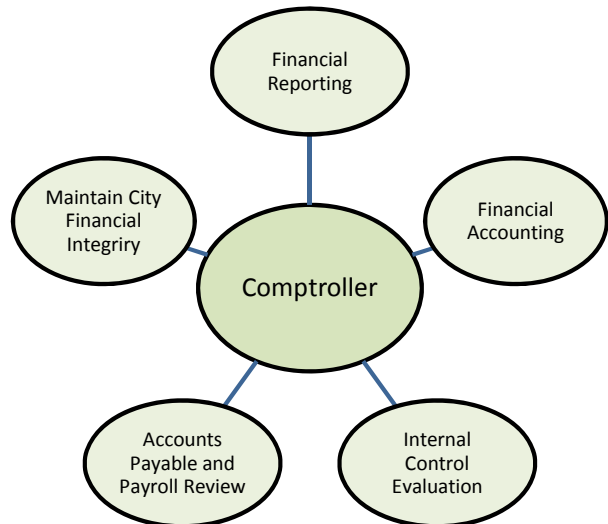 Financial
Reporting
Maintain City
Financial
Integriry
Financial
Accounting
Comptroller
Accounts
Payable and
Payroll Review
Internal
Control
Evaluation